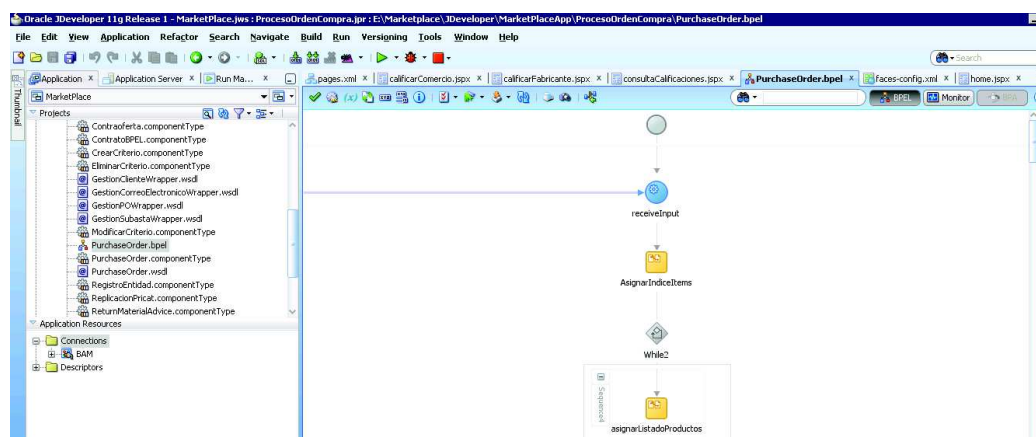 Oracle JDeveloper 11g Release 1 - MarketPlace.jws : ProcesoOrdenCompra.jpr : E:\Marketplace\JDeveloper\MarketPlaceApp\ProcesoOrdenCompra\PurchaseOrder.bpel
File Edit View Application Refactor Search Navigate Build Run Versioning Tools Window Help
Search
Application Application Server Run Ma... pages.xml calificarComercio.jspx calificarFabricante.jspx consultaCalificaciones.jspx PurchaseOrder.bpel faces-config.xml home.jspx
Thumbnail
MarketPlace
BPEL Monitor BPA
Projects
Contraoferta.componentType
ContratoBPEL.componentType
CrearCriterio.componentType
EliminarCriterio.componentType
GestionClienteWrapper.wsdl
GestionCorreoElectronicoWrapper.wsdl
GestionPOWrapper.wsdl
GestionSubastaWrapper.wsdl
ModificarCriterio.componentType
PurchaseOrder.bpel
PurchaseOrder.componentType
PurchaseOrder.wsdl
RegistroEntidad.componentType
ReplicacionPricat.componentType
ReturnMaterialAdvice.componentType
Application Resources
Connections
BAM
Descriptors
receiveInput
AsignarIndiceItems
While2
asignarListadoProductos